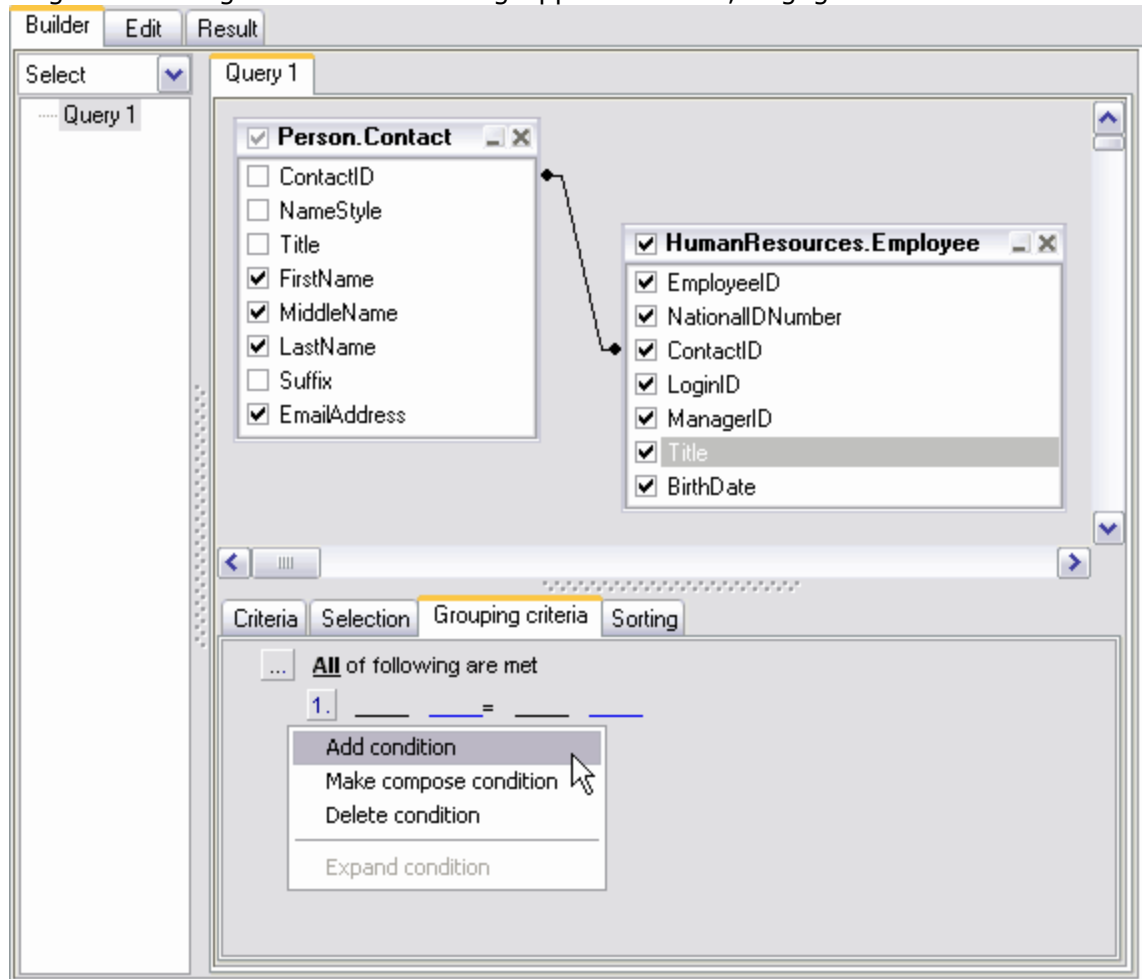 Builder Edit Result
Select
Query 1
Query 1
Person.Contact
ContactID
NameStyle
Title
FirstName
MiddleName
LastName
Suffix
EmailAddress
HumanResources.Employee
EmployeeID
NationalIDNumber
ContactID
LoginID
ManagerID
Title
BirthDate
Criteria Selection Grouping criteria Sorting
... All of following are met
1. =
Add condition
Make compose condition
Delete condition
Expand condition